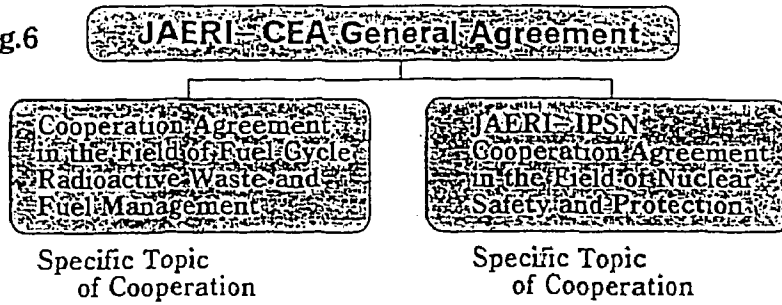 g.6
JAERI-CEA General Agreement
Cooperation Agreement
in the Field of Fuel Cycle
Radioactive Waste and
Fuel Management
JAERI-IPSN
Cooperation Agreement
in the Field of Nuclear
Safety and Protection
Specific Topic
of Cooperation
Specific Topic
of Cooperation